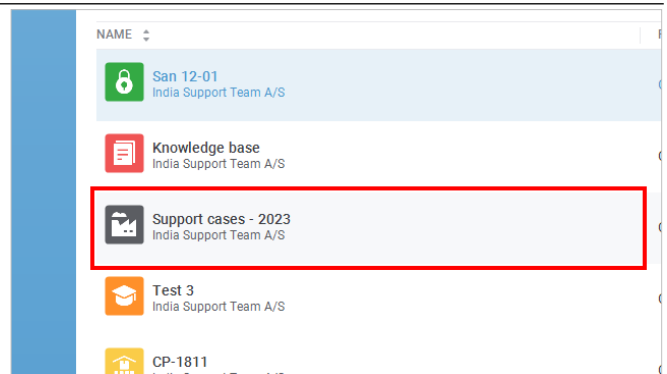 NAME
San 12-01
India Support Team A/S
Knowledge base
India Support Team A/S
Support cases - 2023
India Support Team A/S
Test 3
India Support Team A/S
CP-1811